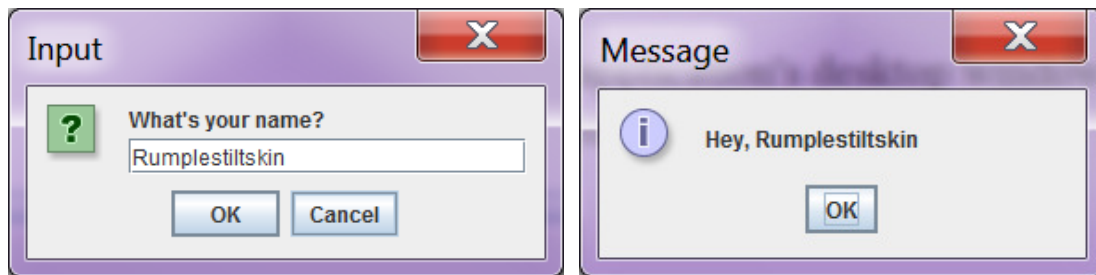 Input
What's your name?
Rumplestiltskin
OK
Cancel
Message
Hey, Rumplestiltskin
OK